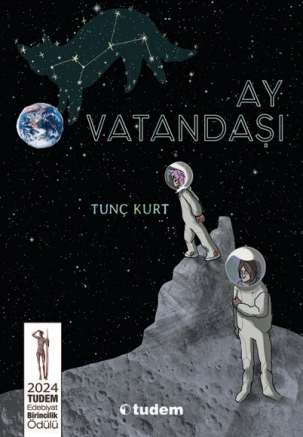 AY
VATANDAŞI
TUNÇ KURT
2024
TUDEM
Edebiyat
Birincilik
Ödülü
tudem